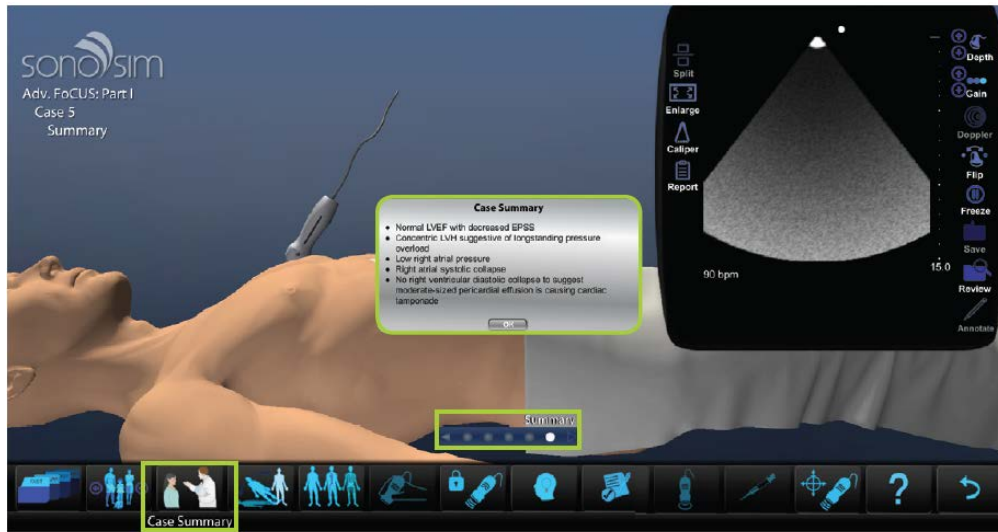 sonosim
Adv. FoCUS: Part I
Case 5
Summary
Split
Enlarge
Caliper
Report
Depth
Gain
Doppler
Flip
Freeze
Save
Review
Annotate
90 bpm
15.0
Case Summary
● Normal LVEF with decreased EPSS
● Concentric LVH suggestive of longstanding pressure
overload
● Low right atrial pressure
● Right atrial systolic collapse
● No right ventricular diastolic collapse to suggest
moderate-sized pericardial effusion is causing cardiac
tamponade
OK
Summary
?
Case Summary